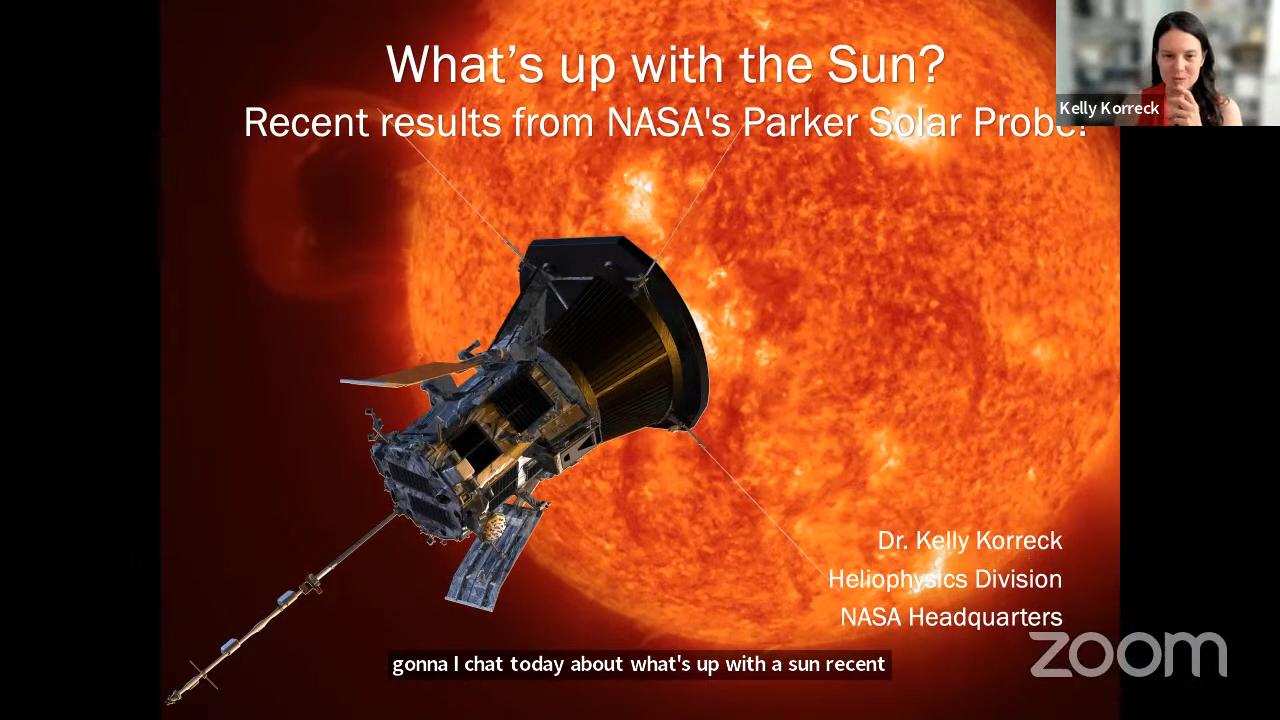 What's up with the Sun?
Recent results from NASA's Parker Solar Probe!
Kelly Korreck
Dr. Kelly Korreck
Heliophysics Division
NASA Headquarters
gonna I chat today about what's up with a sun recent
zoom